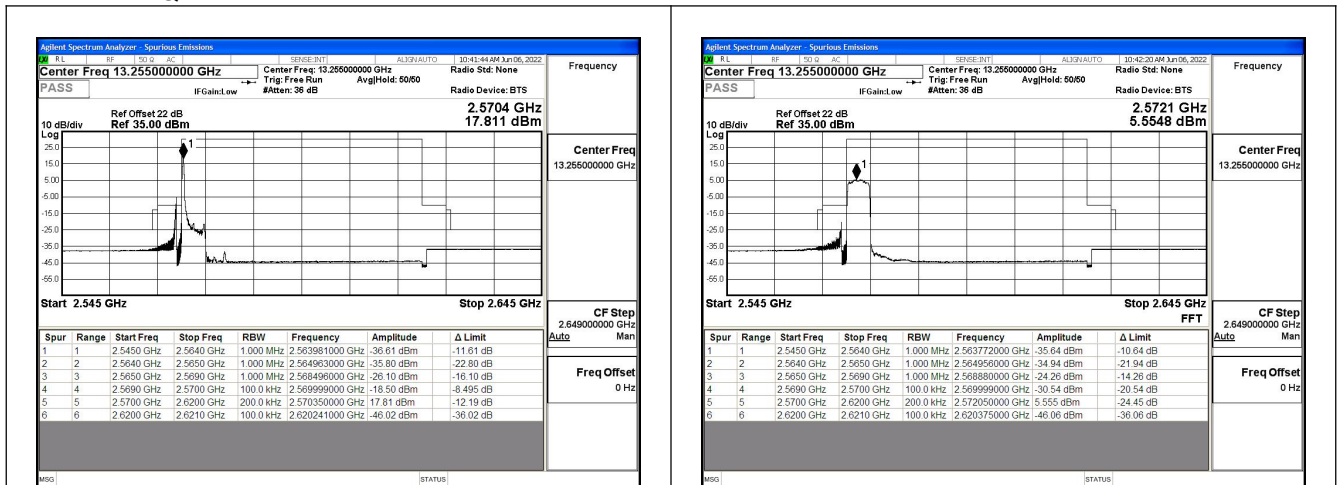 Agilent Spectrum Analyzer - Spurious Emissions
RL RF 50 Ω AC SENSE:INT ALIGNAUTO 10:41:44 AM Jun 06, 2022
Center Freq 13.255000000 GHz
Center Freq: 13.255000000 GHz
Radio Std: None
Frequency
PASS
Trig: Free Run Avg|Hold: 50/50
IFGain:Low #Atten: 36 dB Radio Device: BTS
2.5704 GHz
17.811 dBm
Ref Offset 22 dB
10 dB/div Ref 35.00 dBm
Log
1
25.0
15.0
5.00
-5.00
-15.0
-25.0
-35.0
-45.0
-55.0
Start 2.545 GHz Stop 2.645 GHz
Center Freq
13.255000000 GHz
CF Step
2.649000000 GHz
Auto Man
Freq Offset
0 Hz
Spur Range Start Freq Stop Freq RBW Frequency Amplitude Δ Limit
1 1 2.5450 GHz 2.5640 GHz 1.000 MHz 2.563981000 GHz -36.61 dBm -11.61 dB
2 2 2.5640 GHz 2.5650 GHz 1.000 MHz 2.564963000 GHz -35.80 dBm -22.80 dB
3 3 2.5650 GHz 2.5690 GHz 1.000 MHz 2.568496000 GHz -26.10 dBm -16.10 dB
4 4 2.5690 GHz 2.5700 GHz 100.0 kHz 2.569999000 GHz -18.50 dBm -8.495 dB
5 5 2.5700 GHz 2.6200 GHz 200.0 kHz 2.570350000 GHz 17.81 dBm -12.19 dB
6 6 2.6200 GHz 2.6210 GHz 100.0 kHz 2.620241000 GHz -46.02 dBm -36.02 dB
MSG STATUS
Agilent Spectrum Analyzer - Spurious Emissions
RL RF 50 Ω AC SENSE:INT ALIGNAUTO 10:42:20 AM Jun 06, 2022
Center Freq 13.255000000 GHz
Center Freq: 13.255000000 GHz
Radio Std: None
Frequency
PASS
Trig: Free Run Avg|Hold: 50/50
IFGain:Low #Atten: 36 dB Radio Device: BTS
2.5721 GHz
5.5548 dBm
Ref Offset 22 dB
10 dB/div Ref 35.00 dBm
Log
1
25.0
15.0
5.00
-5.00
-15.0
-25.0
-35.0
-45.0
-55.0
Start 2.545 GHz Stop 2.645 GHz
FFT
Center Freq
13.255000000 GHz
CF Step
2.649000000 GHz
Auto Man
Freq Offset
0 Hz
Spur Range Start Freq Stop Freq RBW Frequency Amplitude Δ Limit
1 1 2.5450 GHz 2.5640 GHz 1.000 MHz 2.563772000 GHz -35.64 dBm -10.64 dB
2 2 2.5640 GHz 2.5650 GHz 1.000 MHz 2.564956000 GHz -34.94 dBm -21.94 dB
3 3 2.5650 GHz 2.5690 GHz 1.000 MHz 2.568880000 GHz -24.26 dBm -14.26 dB
4 4 2.5690 GHz 2.5700 GHz 100.0 kHz 2.569999000 GHz -30.54 dBm -20.54 dB
5 5 2.5700 GHz 2.6200 GHz 200.0 kHz 2.572050000 GHz 5.555 dBm -24.45 dB
6 6 2.6200 GHz 2.6210 GHz 100.0 kHz 2.620375000 GHz -46.06 dBm -36.06 dB
MSG STATUS